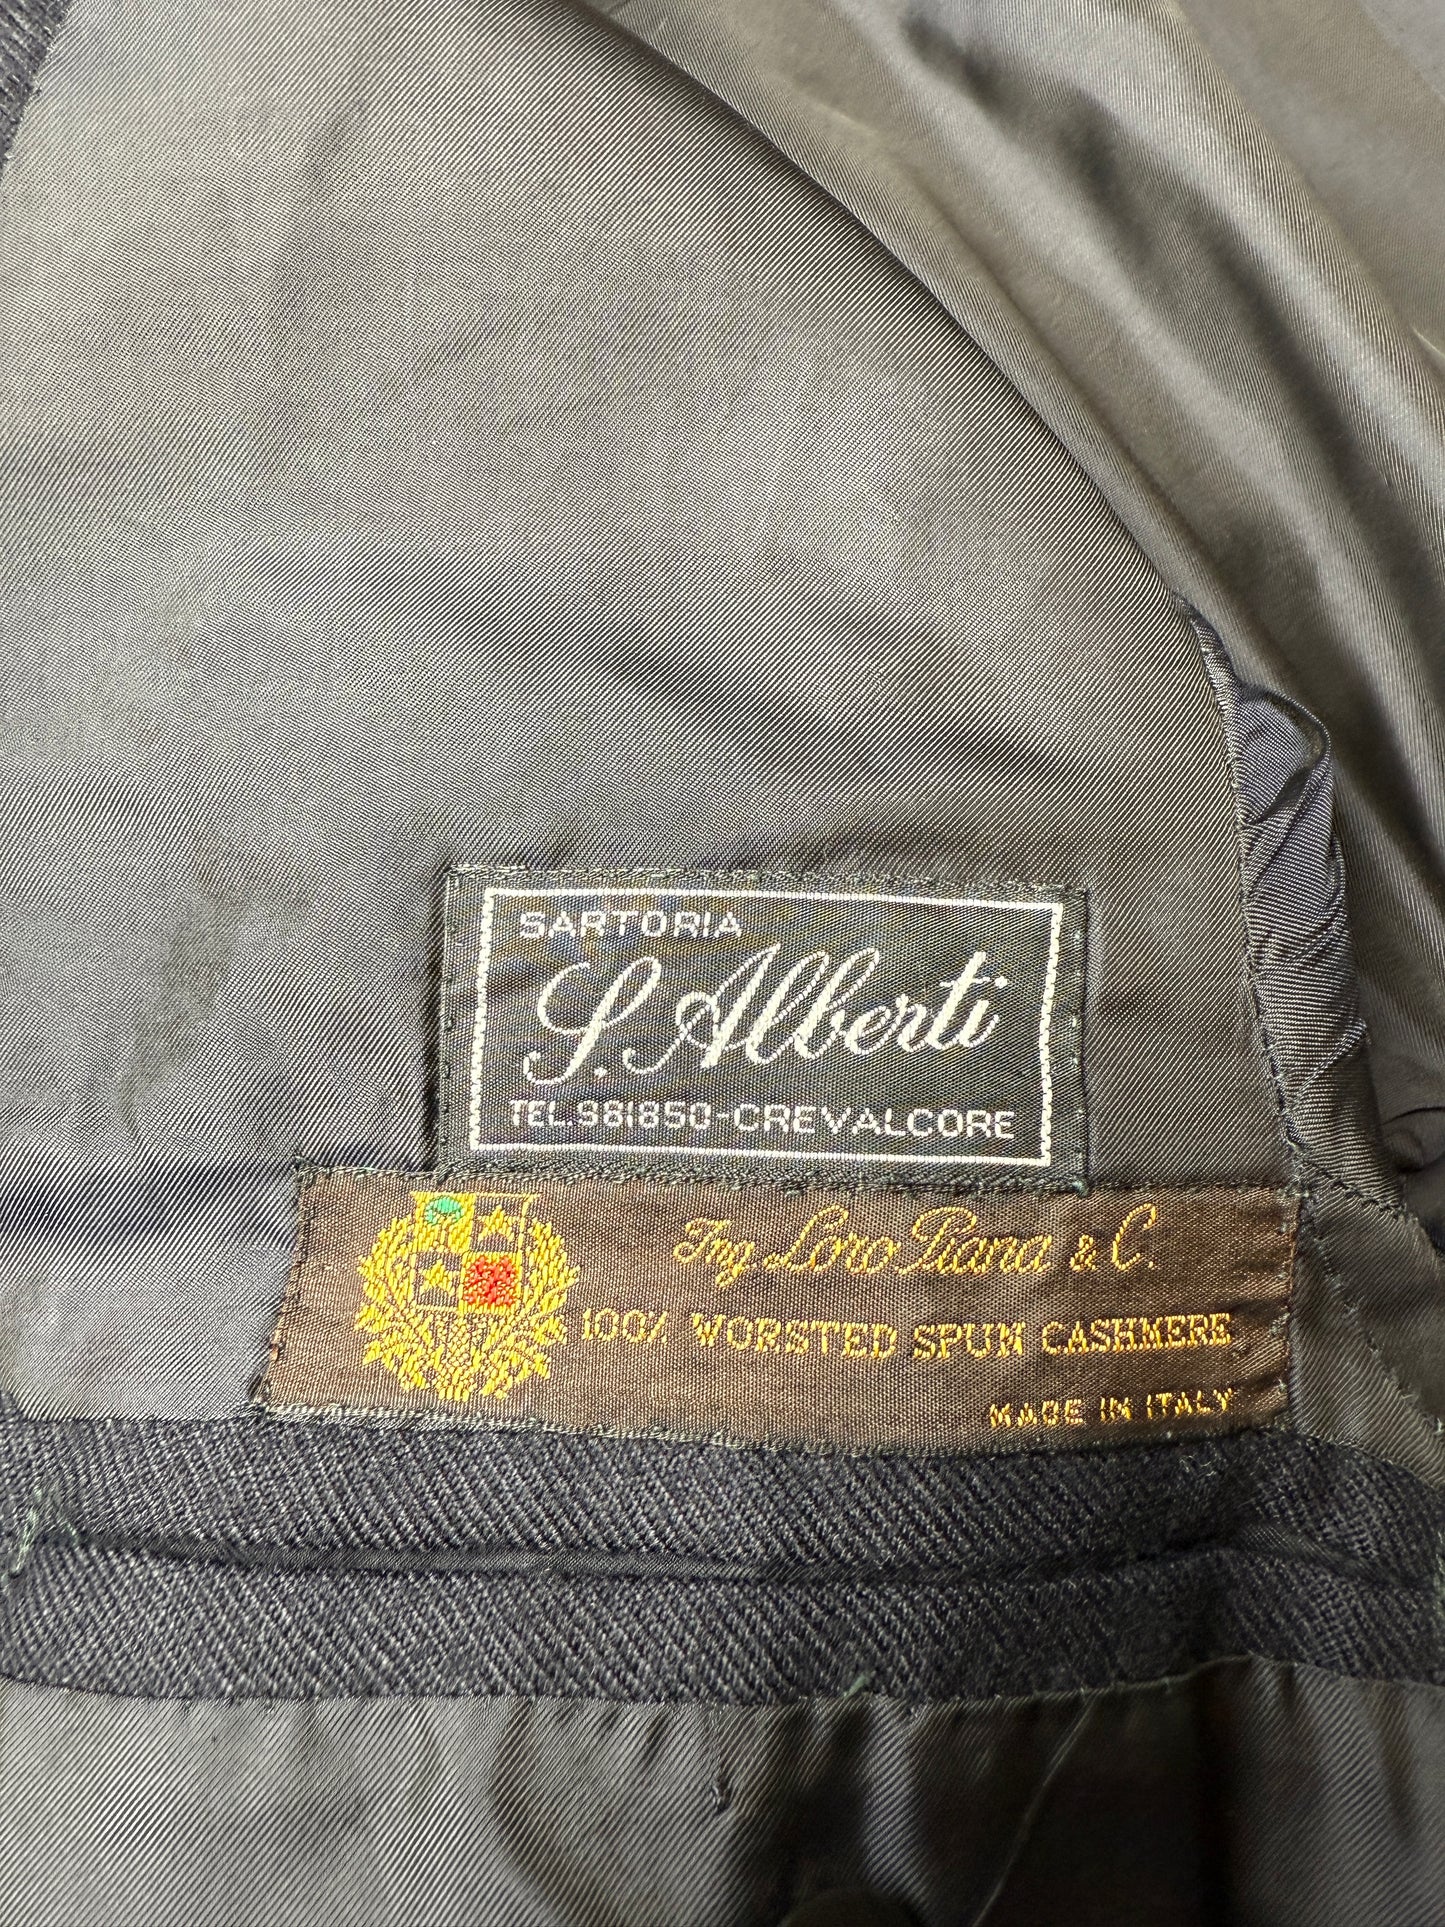 SARTORIA
S. Alberti
TEL.981850-CREVALCORE
Ing Loro Piana & C.
100% WORSTED SPUN CASHMERE
MADE IN ITALY